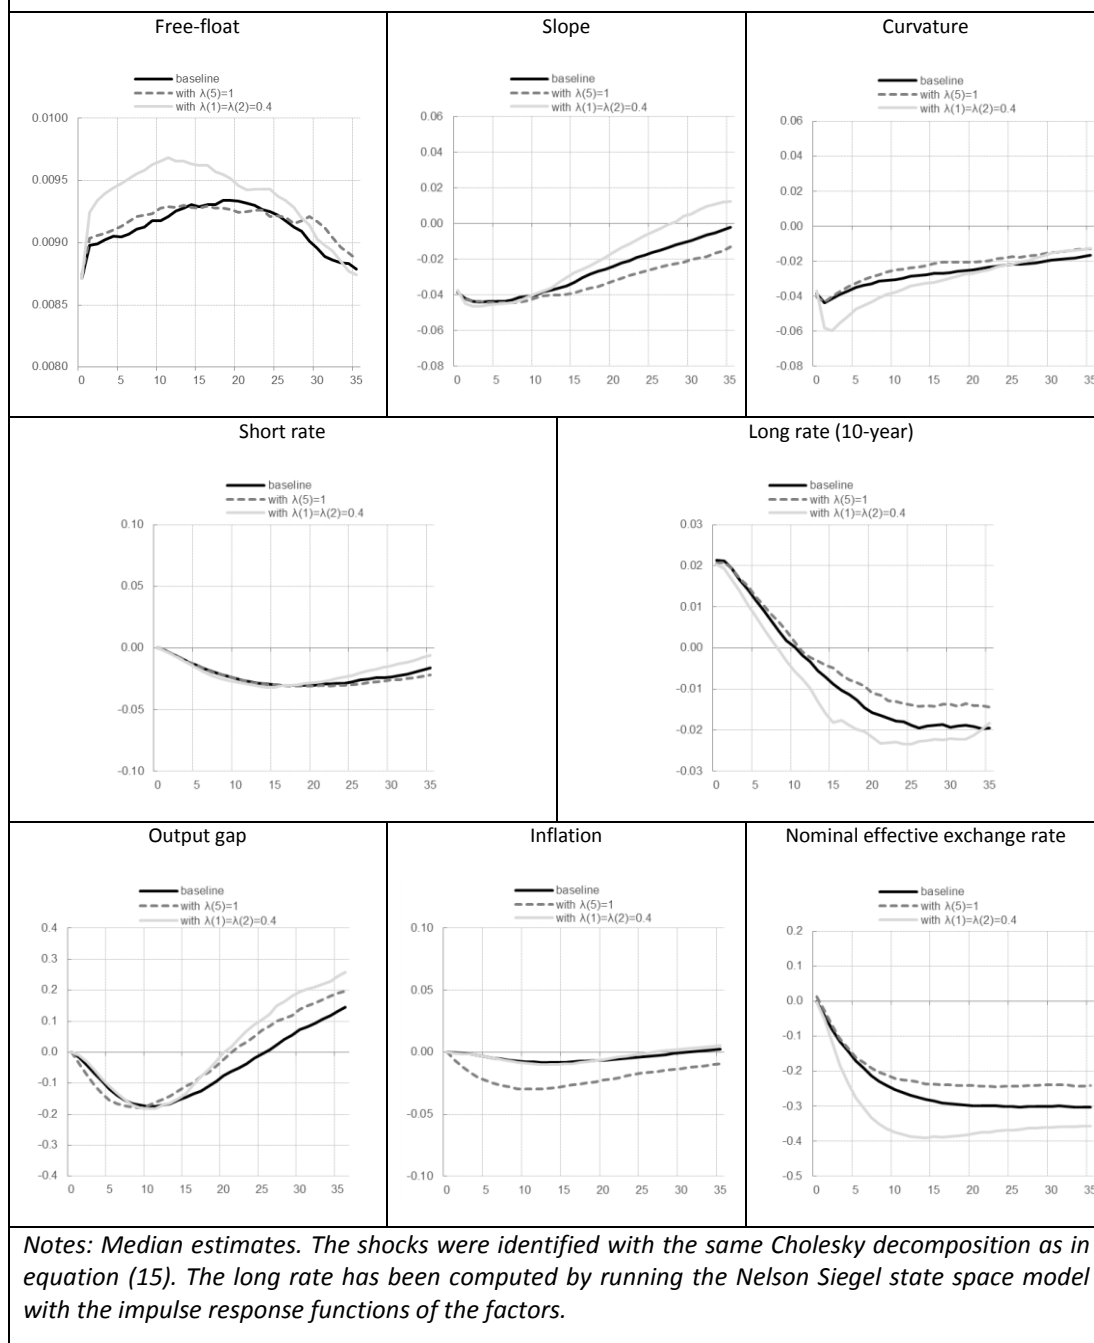 Free-float
baseline
with λ(5)=1
with λ(1)=λ(2)=0.4
0.0100
0.0095
0.0090
0.0085
0.0080
0 5 10 15 20 25 30 35
Slope
baseline
with λ(5)=1
with λ(1)=λ(2)=0.4
0.06
0.04
0.02
0.00
-0.02
-0.04
-0.06
-0.08
0 5 10 15 20 25 30 35
Curvature
baseline
with λ(5)=1
with λ(1)=λ(2)=0.4
0.06
0.04
0.02
0.00
-0.02
-0.04
-0.06
-0.08
0 5 10 15 20 25 30 35
Short rate
baseline
with λ(5)=1
with λ(1)=λ(2)=0.4
0.10
0.05
0.00
-0.05
-0.10
0 5 10 15 20 25 30 35
Long rate (10-year)
baseline
with λ(5)=1
with λ(1)=λ(2)=0.4
0.03
0.02
0.01
0.00
-0.01
-0.02
-0.03
0 5 10 15 20 25 30 35
Output gap
baseline
with λ(5)=1
with λ(1)=λ(2)=0.4
0.4
0.3
0.2
0.1
0.0
-0.1
-0.2
-0.3
-0.4
0 5 10 15 20 25 30 35
Inflation
baseline
with λ(5)=1
with λ(1)=λ(2)=0.4
0.10
0.05
0.00
-0.05
-0.10
0 5 10 15 20 25 30 35
Nominal effective exchange rate
baseline
with λ(5)=1
with λ(1)=λ(2)=0.4
0.2
0.1
0.0
-0.1
-0.2
-0.3
-0.4
-0.5
0 5 10 15 20 25 30 35
Notes: Median estimates. The shocks were identified with the same Cholesky decomposition as in
equation (15). The long rate has been computed by running the Nelson Siegel state space model
with the impulse response functions of the factors.